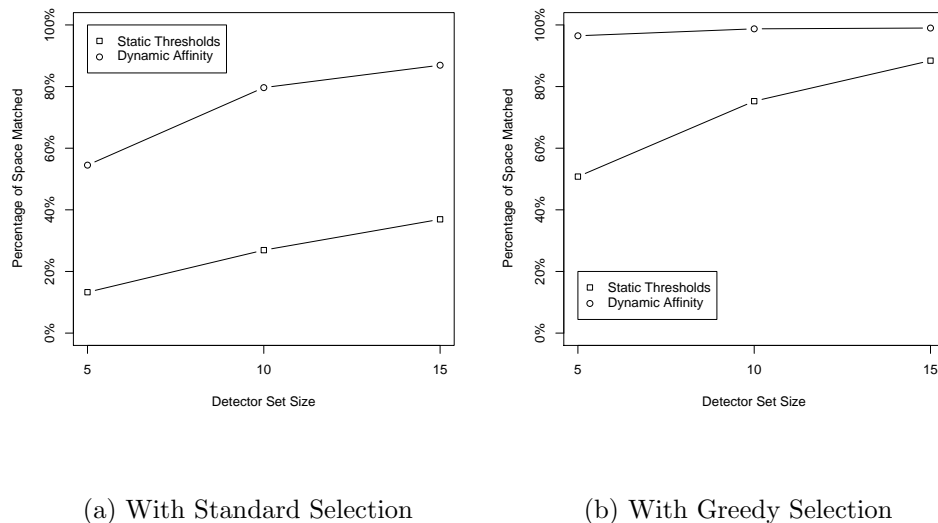 Static Thresholds
Dynamic Affinity
Percentage of Space Matched
0%
20%
40%
60%
80%
100%
5
10
15
Detector Set Size
(a) With Standard Selection
Static Thresholds
Dynamic Affinity
Percentage of Space Matched
0%
20%
40%
60%
80%
100%
5
10
15
Detector Set Size
(b) With Greedy Selection